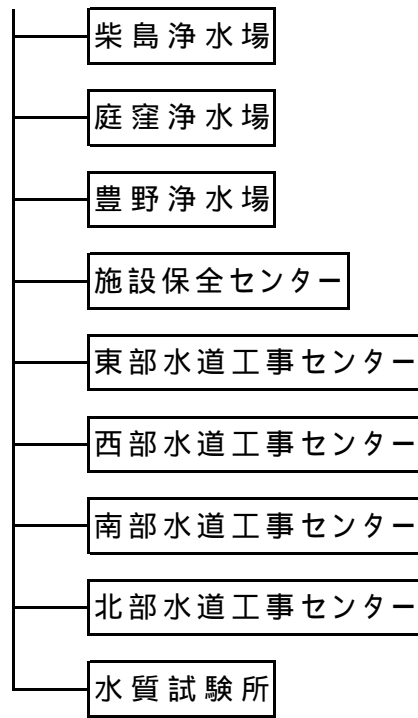 柴島浄水場
庭窪浄水場
豊野浄水場
施設保全センター
東部水道工事センター
西部水道工事センター
南部水道工事センター
北部水道工事センター
水質試験所